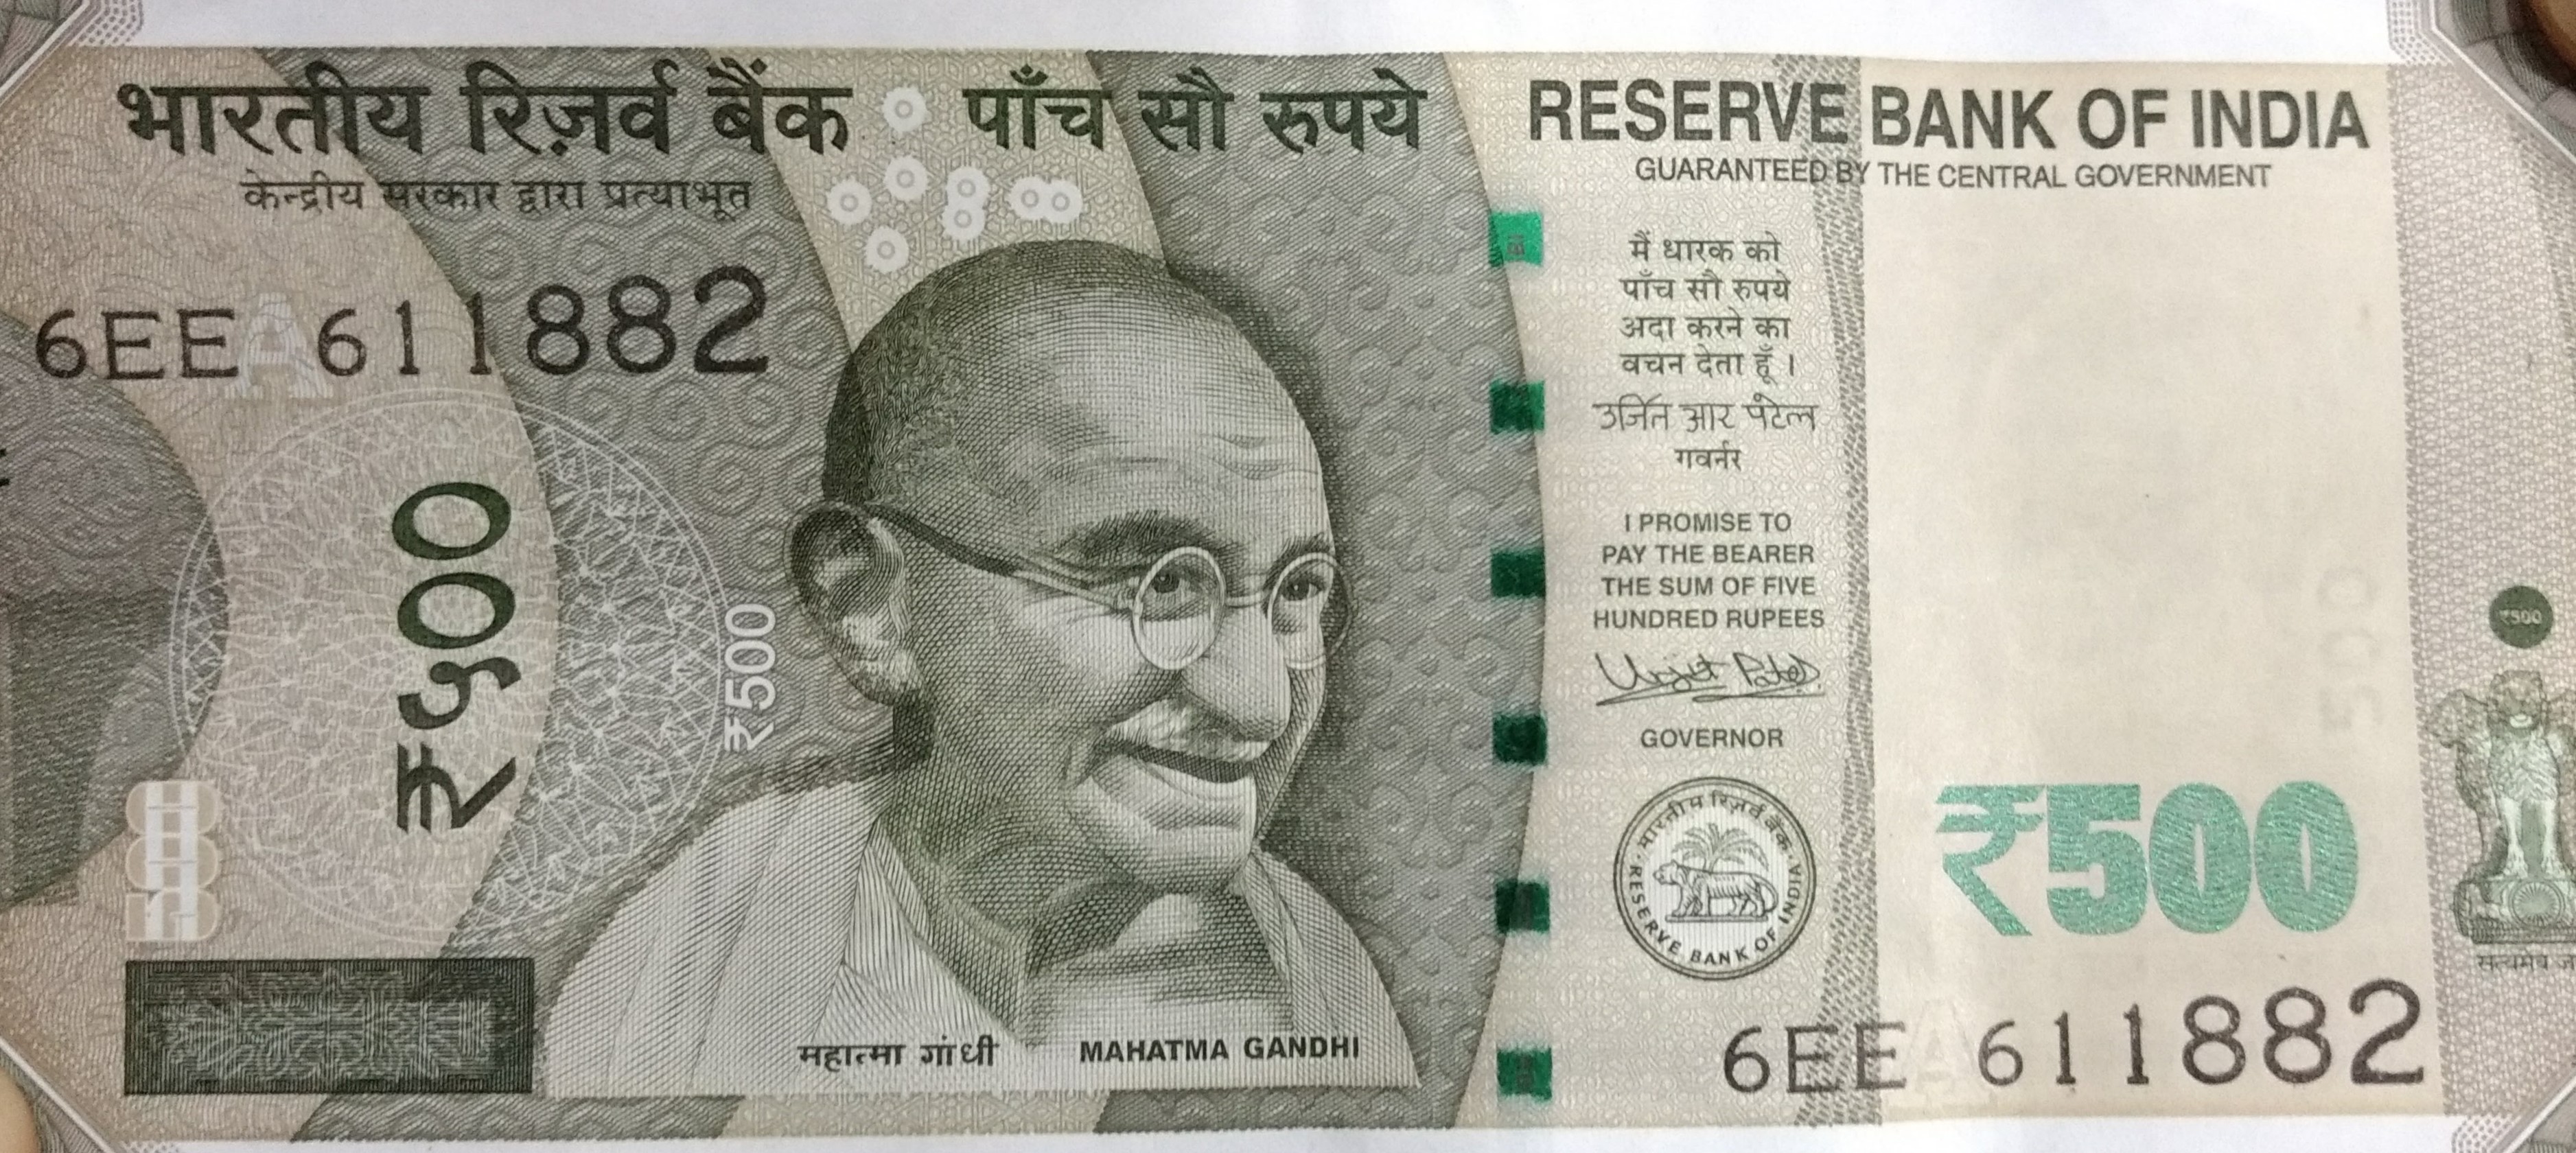 भारतीय रिज़र्व बैंक पाँच सौ रुपये
केन्द्रीय सरकार द्वारा प्रत्याभूत
6EE 611882
₹५००
₹500
महात्मा गांधी MAHATMA GANDHI
RESERVE BANK OF INDIA
GUARANTEED BY THE CENTRAL GOVERNMENT
मैं धारक को
पाँच सौ रुपये
अदा करने का
वचन देता हूँ ।
उर्जित आर पटेल
गवर्नर
I PROMISE TO
PAY THE BEARER
THE SUM OF FIVE
HUNDRED RUPEES
Urjit Patel
GOVERNOR
भारतीय रिज़र्व बैंक
RESERVE BANK OF INDIA
₹500
₹500
6EE A 611882
सत्यमेव